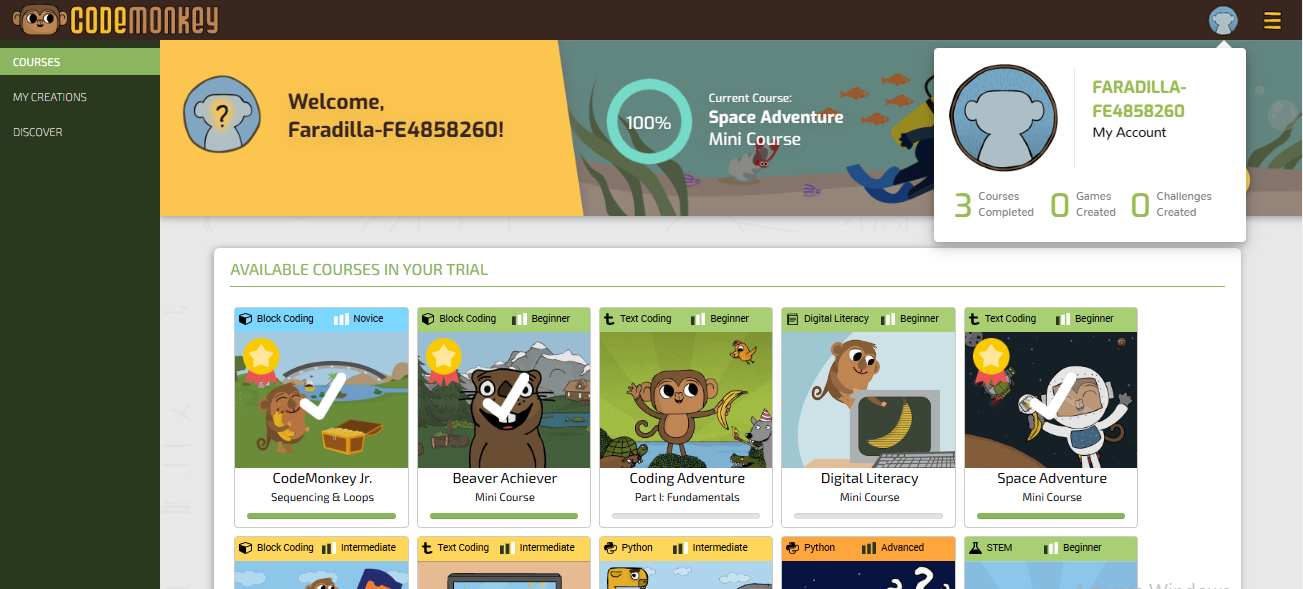 CODEMONKEY
COURSES
MY CREATIONS
DISCOVER
?
Welcome,
Faradilla-FE4858260!
100%
Current Course:
Space Adventure
Mini Course
FARADILLA-
FE4858260
My Account
3 Courses Completed
0 Games Created
0 Challenges Created
AVAILABLE COURSES IN YOUR TRIAL
Block Coding Novice
CodeMonkey Jr.
Sequencing & Loops
Block Coding Beginner
Beaver Achiever
Mini Course
Text Coding Beginner
Coding Adventure
Part I: Fundamentals
Digital Literacy Beginner
Digital Literacy
Mini Course
Text Coding Beginner
Space Adventure
Mini Course
Block Coding Intermediate
Text Coding Intermediate
Python Intermediate
Python Advanced
STEM Beginner